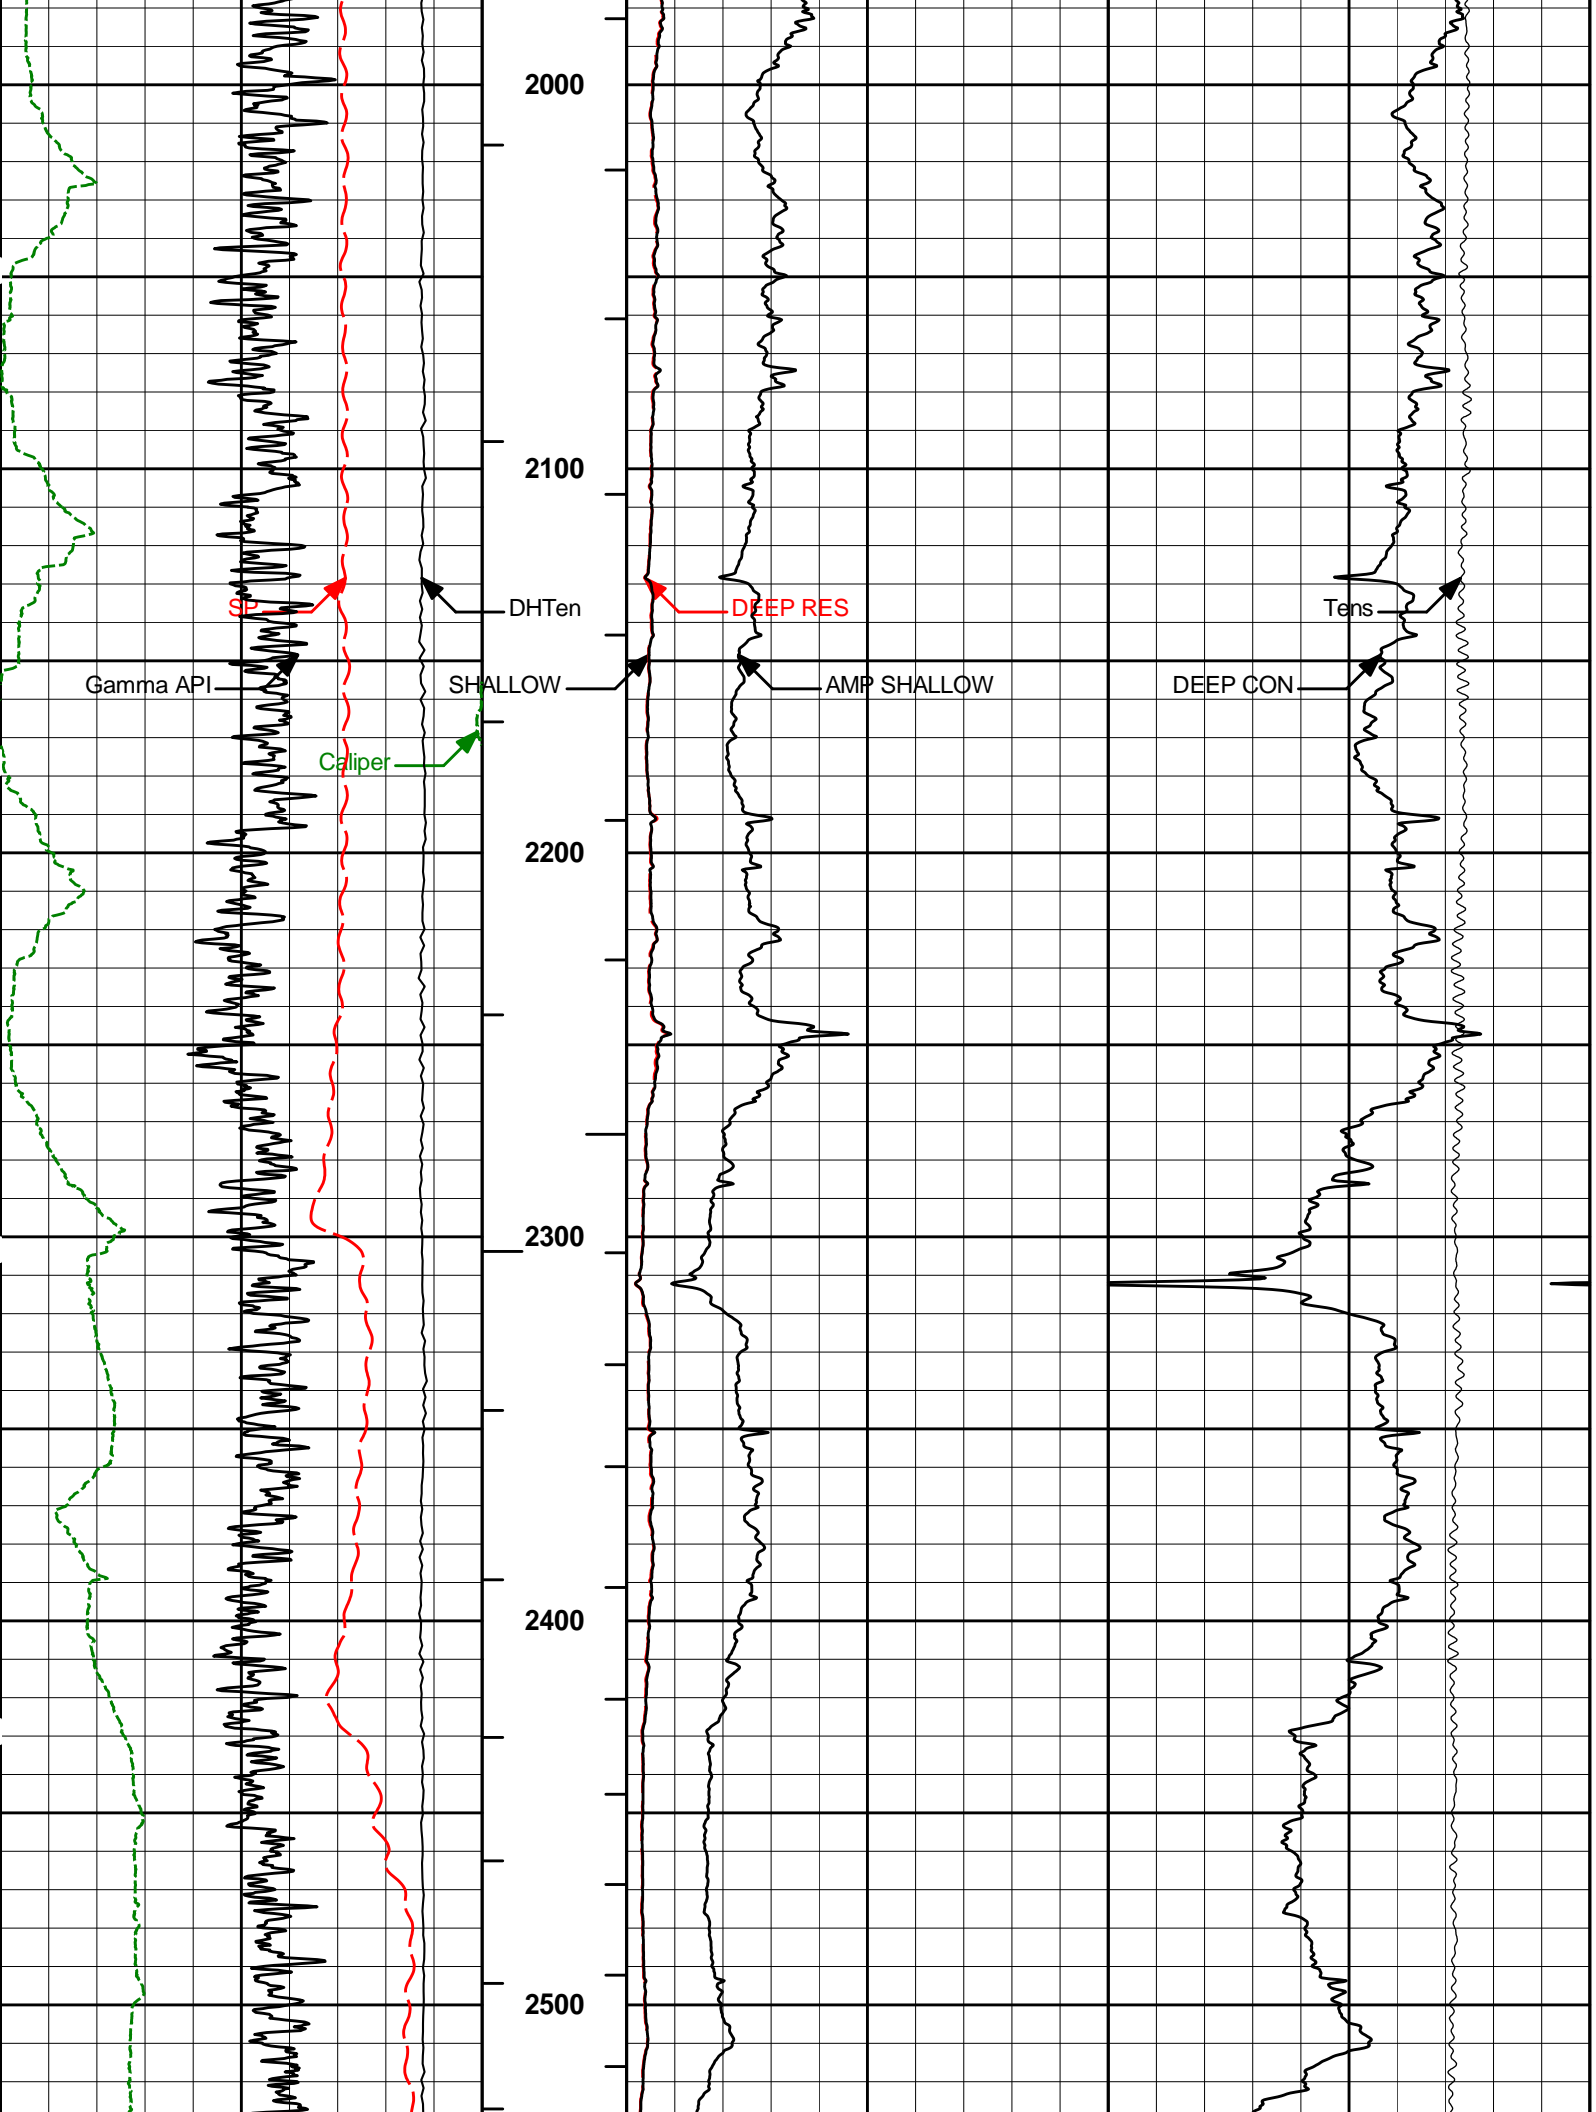 2000
2100
SP
DHTen
DEEP RES
Tens
Gamma API
SHALLOW
AMP SHALLOW
DEEP CON
Caliper
2200
2300
2400
2500